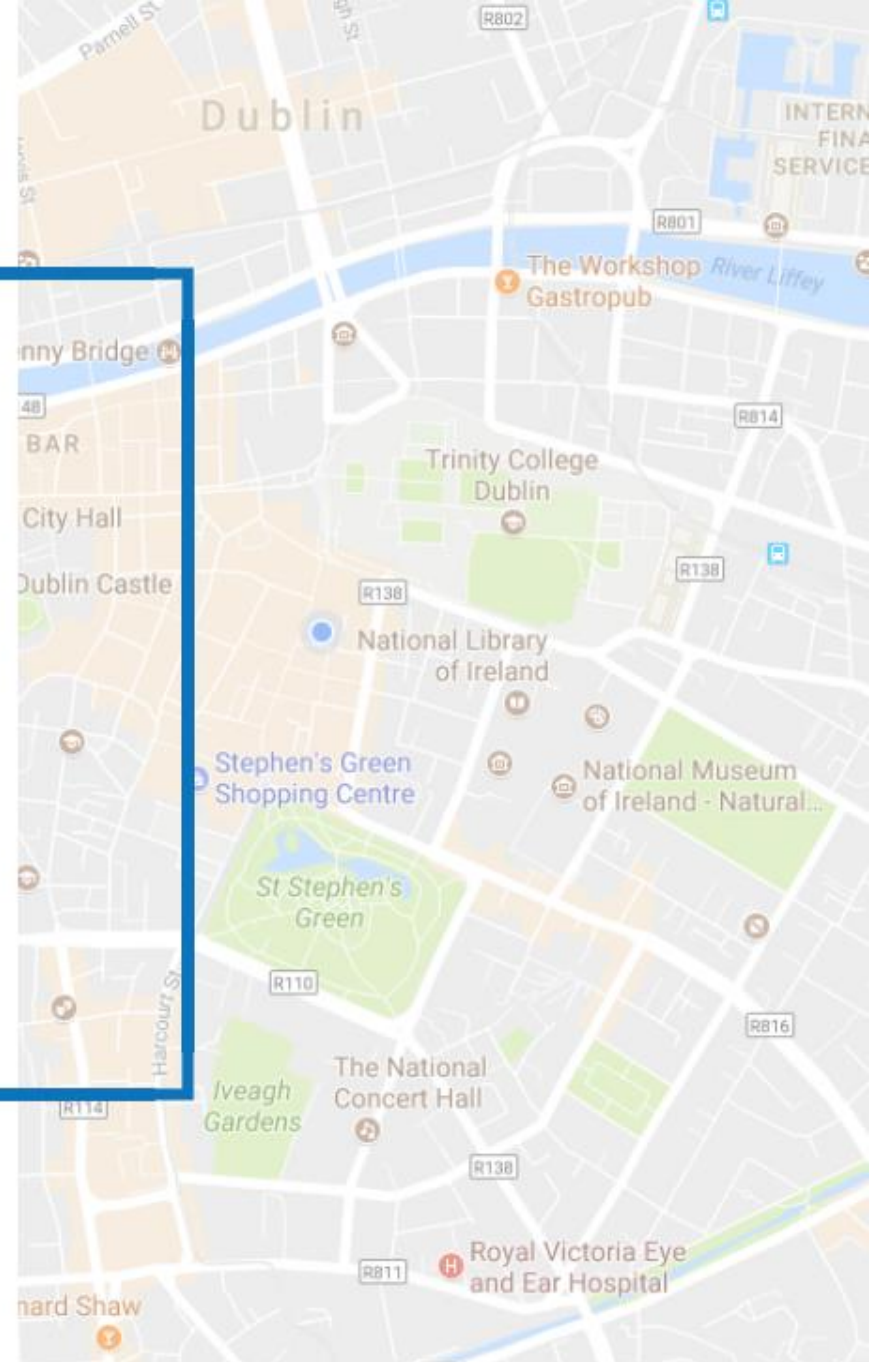 Parnell St
R802
Dublin
INTERN
FINA
SERVICE
R801
The Workshop
Gastropub
River Liffey
enny Bridge
48
BAR
R814
Trinity College
Dublin
City Hall
Dublin Castle
R138
R138
National Library
of Ireland
Stephen's Green
Shopping Centre
National Museum
of Ireland - Natural...
St Stephen's
Green
R110
Harcourt St
R816
The National
Concert Hall
Iveagh
Gardens
R114
R138
Royal Victoria Eye
and Ear Hospital
R811
nard Shaw